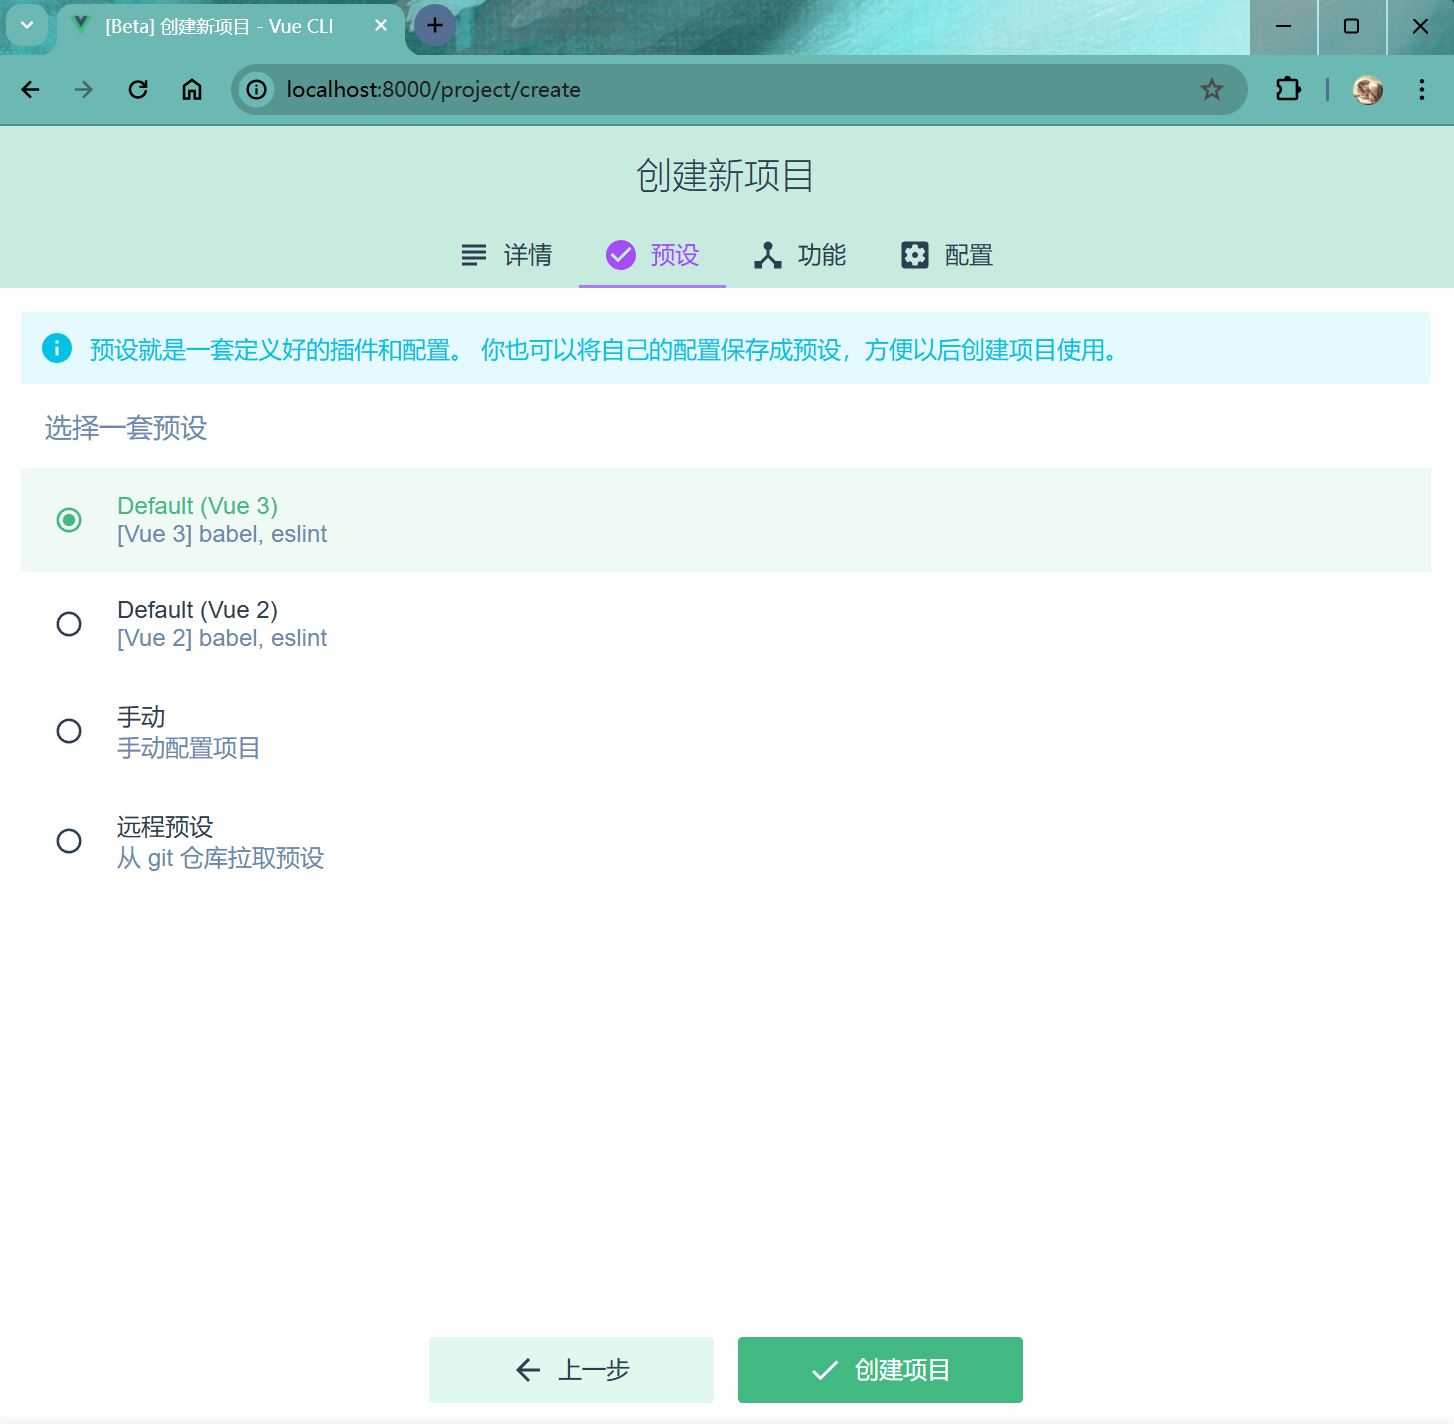 [Beta] 创建新项目 - Vue CLI
localhost:8000/project/create
创建新项目
详情
预设
功能
配置
预设就是一套定义好的插件和配置。 你也可以将自己的配置保存成预设，方便以后创建项目使用。
选择一套预设
Default (Vue 3)
[Vue 3] babel, eslint
Default (Vue 2)
[Vue 2] babel, eslint
手动
手动配置项目
远程预设
从 git 仓库拉取预设
上一步
创建项目